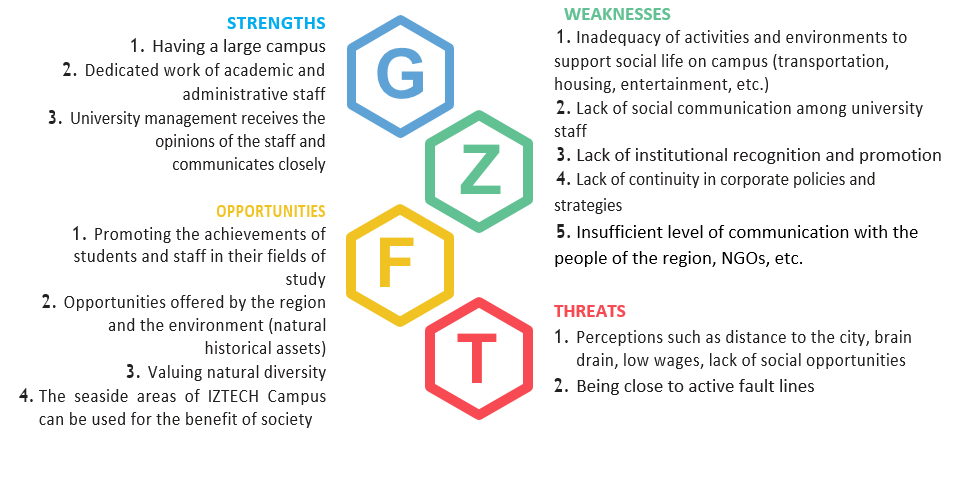 STRENGTHS
1. Having a large campus
2. Dedicated work of academic and
administrative staff
3. University management receives the
opinions of the staff and
communicates closely
G
WEAKNESSES
1. Inadequacy of activities and environments to
support social life on campus (transportation,
housing, entertainment, etc.)
2. Lack of social communication among university
staff
3. Lack of institutional recognition and promotion
4. Lack of continuity in corporate policies and
strategies
5. Insufficient level of communication with the
people of the region, NGOs, etc.
Z
OPPORTUNITIES
1. Promoting the achievements of
students and staff in their fields of
study
2. Opportunities offered by the region
and the environment (natural
historical assets)
3. Valuing natural diversity
4. The seaside areas of IZTECH Campus
can be used for the benefit of society
F
THREATS
1. Perceptions such as distance to the city, brain
drain, low wages, lack of social opportunities
2. Being close to active fault lines
T